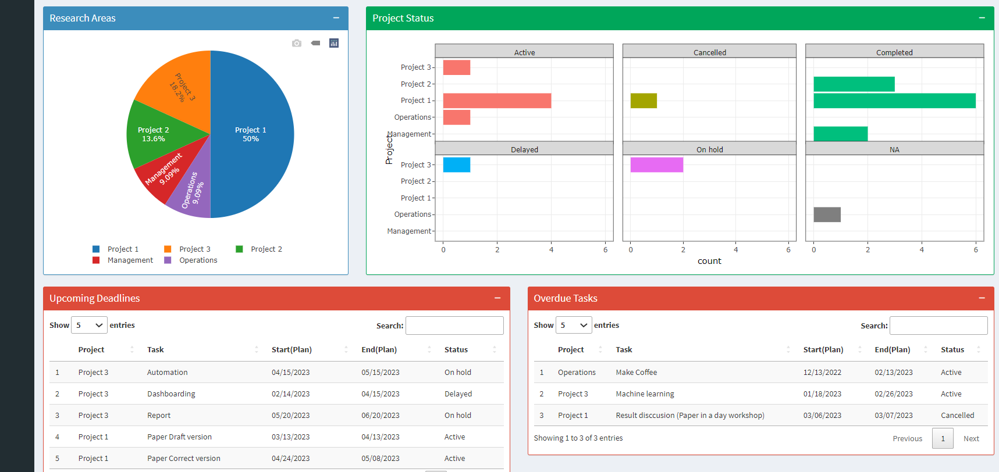 Research Areas
Project 3
18.2%
Project 2
13.6%
Project 1
50%
Management
9.09%
Operations
9.09%
Project 1 Project 3 Project 2
Management Operations
Project Status
Active Cancelled Completed
Project 3
Project 2
Project 1
Operations
Management
Project
Delayed On hold NA
Project 3
Project 2
Project 1
Operations
Management
0 2 4 6 0 2 4 6 0 2 4 6
count
Upcoming Deadlines
Show 5 entries Search:
Project Task Start(Plan) End(Plan) Status
1 Project 3 Automation 04/15/2023 05/15/2023 On hold
2 Project 3 Dashboarding 02/14/2023 04/15/2023 Delayed
3 Project 3 Report 05/20/2023 06/20/2023 On hold
4 Project 1 Paper Draft version 03/13/2023 04/13/2023 Active
5 Project 1 Paper Correct version 04/24/2023 05/08/2023 Active
Overdue Tasks
Show 5 entries Search:
Project Task Start(Plan) End(Plan) Status
1 Operations Make Coffee 12/13/2022 02/13/2023 Active
2 Project 3 Machine learning 01/18/2023 02/26/2023 Active
3 Project 1 Result disccusion (Paper in a day workshop) 03/06/2023 03/07/2023 Cancelled
Showing 1 to 3 of 3 entries Previous 1 Next